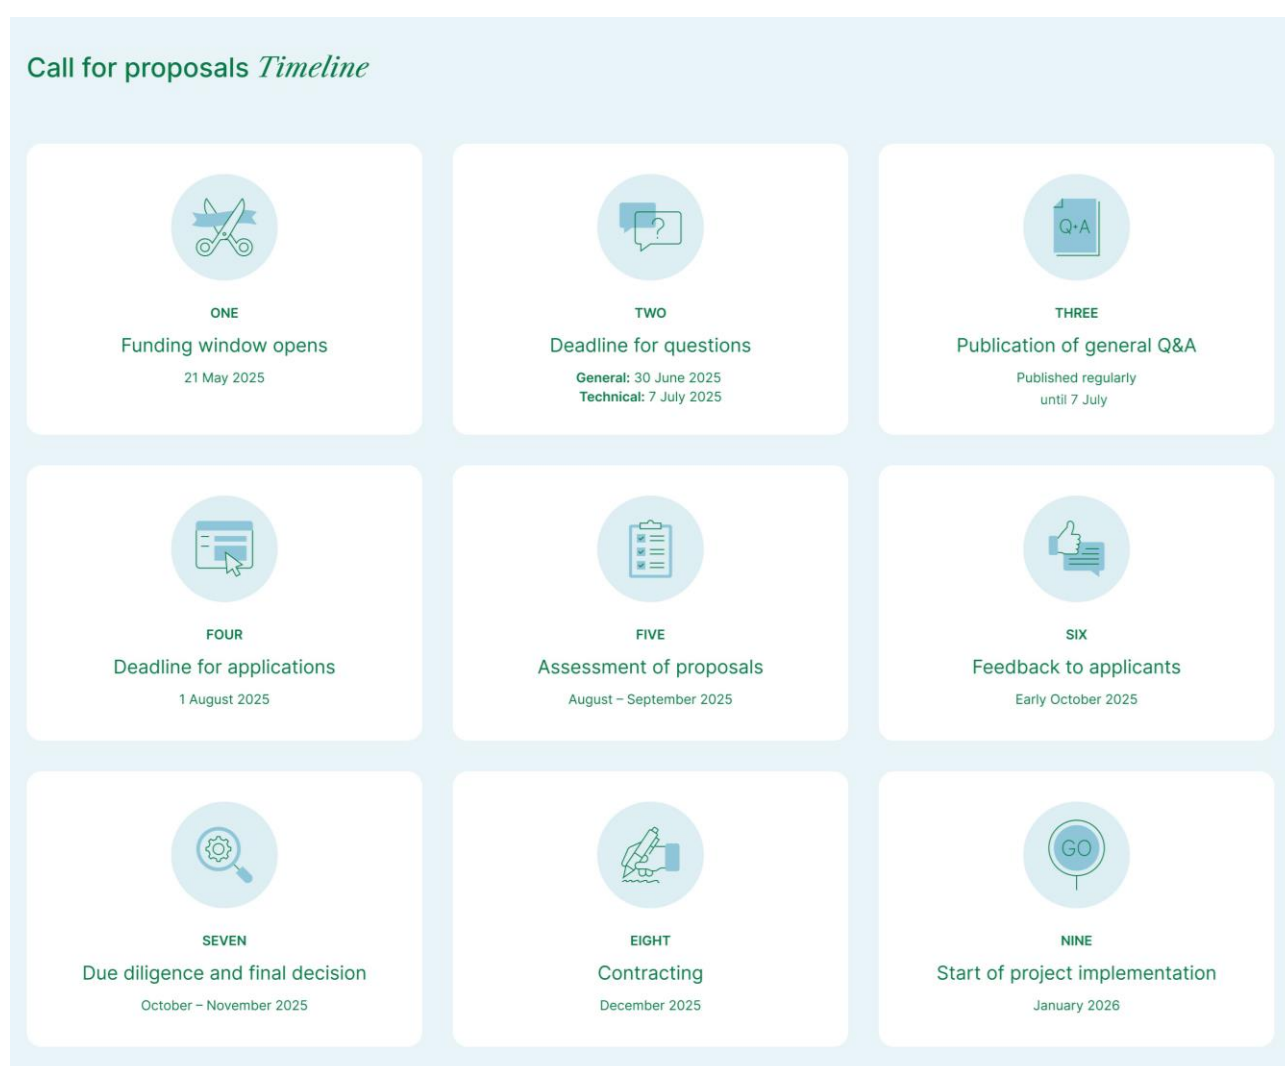 Call for proposals Timeline
ONE
Funding window opens
21 May 2025
?
TWO
Deadline for questions
General: 30 June 2025
Technical: 7 July 2025
Q+A
THREE
Publication of general Q&A
Published regularly
until 7 July
FOUR
Deadline for applications
1 August 2025
FIVE
Assessment of proposals
August – September 2025
SIX
Feedback to applicants
Early October 2025
SEVEN
Due diligence and final decision
October – November 2025
EIGHT
Contracting
December 2025
GO
NINE
Start of project implementation
January 2026